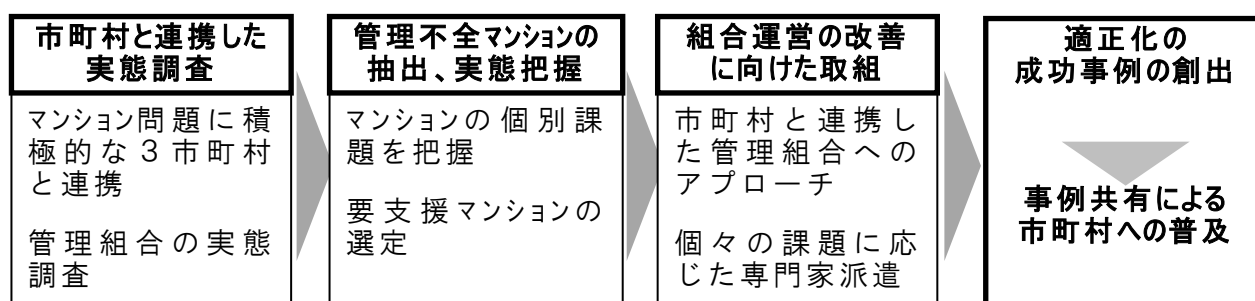 市町村と連携した
実態調査
マンション問題に積
極的な３市町村
と連携
管理組合の実態
調査
管理不全マンションの
抽出、実態把握
マンションの個別課
題を把握
要支援マンションの
選定
組合運営の改善
に向けた取組
市町村と連携し
た管理組合への
アプローチ
個々の課題に応
じた専門家派遣
適正化の
成功事例の創出
事例共有による
市町村への普及